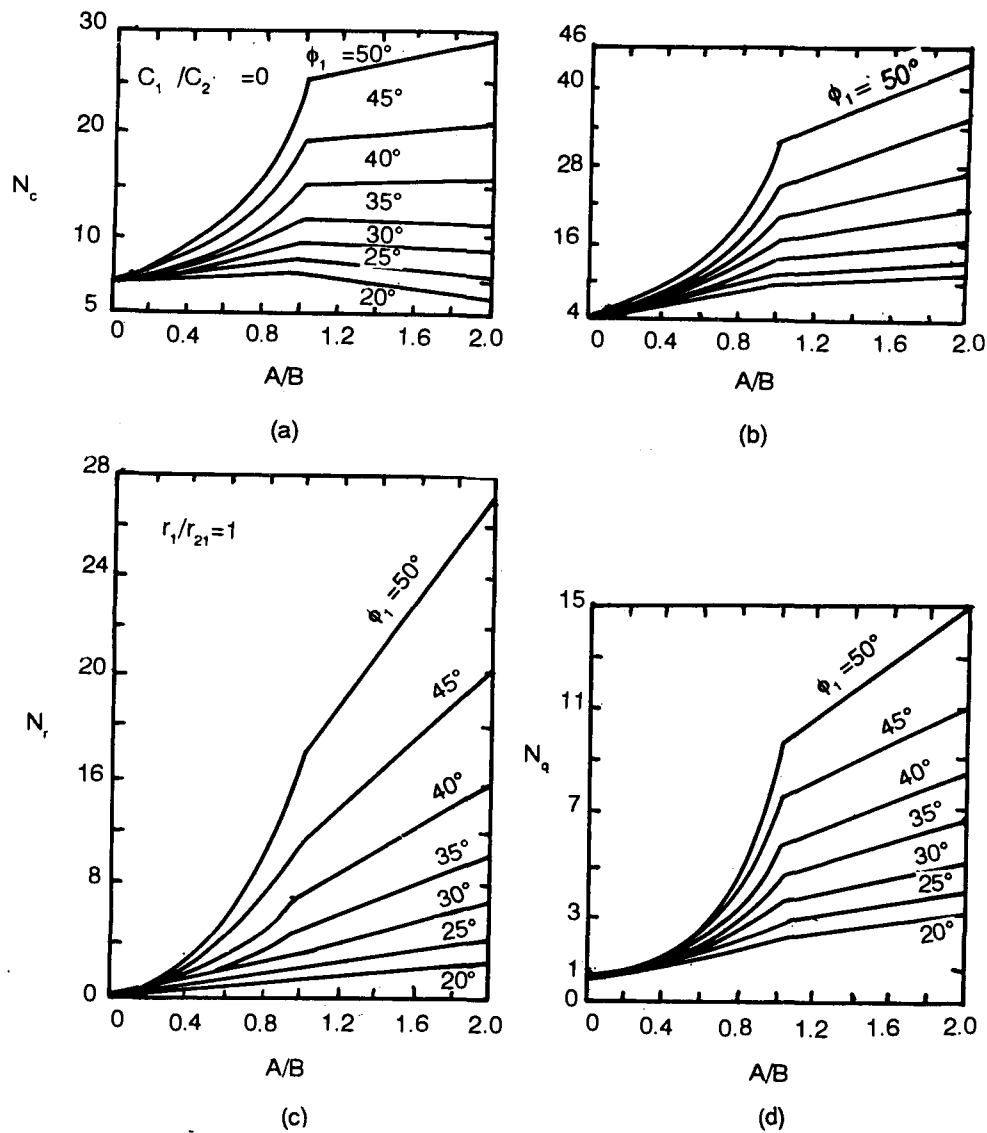 30
ϕ₁ =50°
C₁ /C₂ =0
45°
20
40°
N_c
35°
10
30°
25°
5
20°
0 0.4 0.8 1.2 1.6 2.0
A/B
(a)
46
40
ϕ₁= 50°
28
16
4
0 0.4 0.8 1.2 1.6 2.0
A/B
(b)
28
r₁/r₂₁=1
24
ϕ₁ =50°
20
45°
N_r
16
40°
35°
8
30°
25°
20°
0
0 0.4 0.8 1.2 1.6 2.0
A/B
(c)
15
ϕ₁ =50°
11
45°
N_q
40°
7
35°
30°
25°
3
20°
1
0
0 0.4 0.8 1.2 1.6 2.0
A/B
(d)